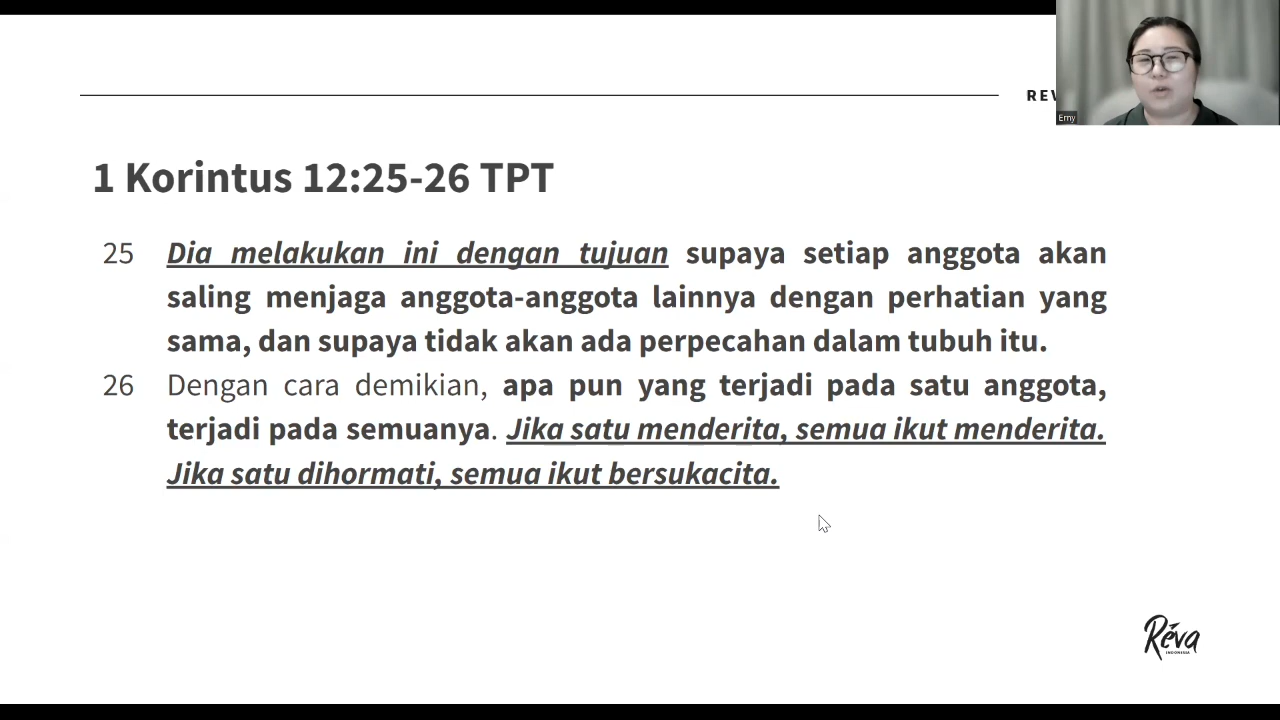 REV
Erny
1 Korintus 12:25-26 TPT
25 Dia melakukan ini dengan tujuan supaya setiap anggota akan
saling menjaga anggota-anggota lainnya dengan perhatian yang
sama, dan supaya tidak akan ada perpecahan dalam tubuh itu.
26 Dengan cara demikian, apa pun yang terjadi pada satu anggota,
terjadi pada semuanya. Jika satu menderita, semua ikut menderita.
Jika satu dihormati, semua ikut bersukacita.
Réva
INDONESIA